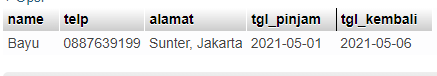 name telp alamat tgl_pinjam tgl_kembali
Bayu 0887639199 Sunter, Jakarta 2021-05-01 2021-05-06